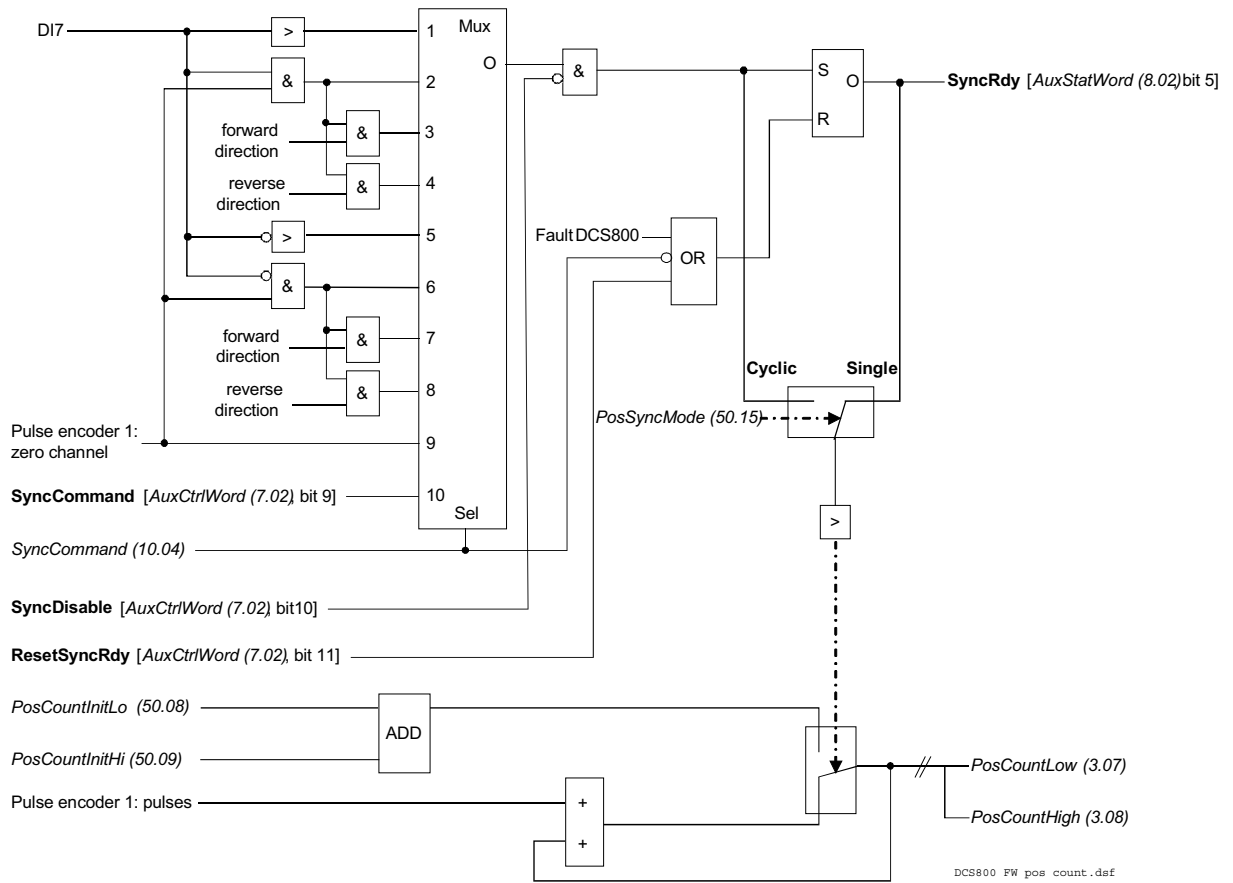 DI7
>
1
Mux
O
&
2
&
forward
direction
&
3
reverse
direction
&
4
>
5
&
6
forward
direction
&
7
reverse
direction
&
8
Pulse encoder 1:
zero channel
9
SyncCommand [AuxCtrlWord (7.02), bit 9]
10
Sel
SyncCommand (10.04)
SyncDisable [AuxCtrlWord (7.02), bit10]
ResetSyncRdy [AuxCtrlWord (7.02), bit 11]
S
O
R
SyncRdy [AuxStatWord (8.02)bit 5]
Fault DCS800
OR
Cyclic
Single
PosSyncMode (50.15)
>
PosCountInitLo (50.08)
PosCountInitHi (50.09)
ADD
Pulse encoder 1: pulses
+
+
PosCountLow (3.07)
PosCountHigh (3.08)
DCS800 FW pos count.dsf